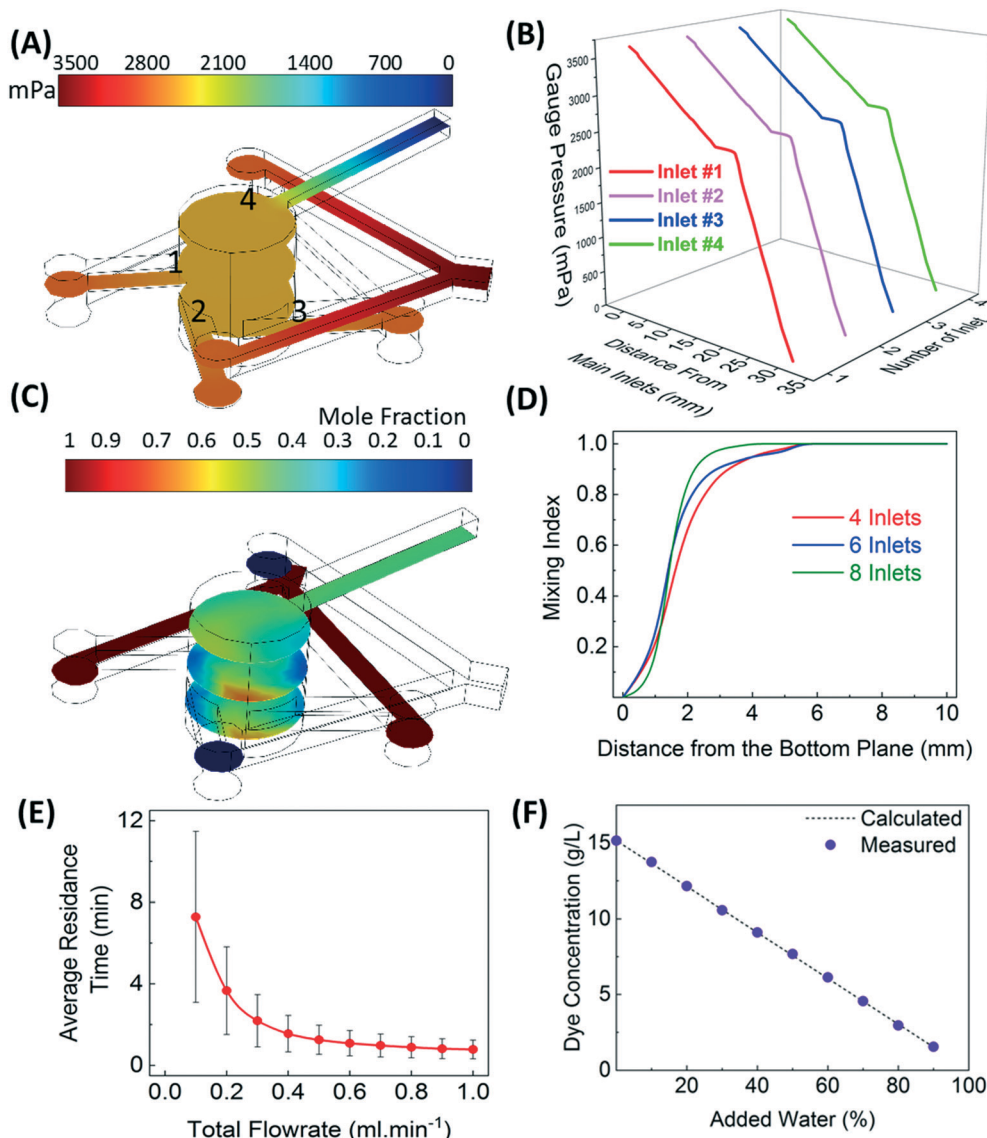 (A)
3500 2800 2100 1400 700 0
mPa
4
1
2
3
(B)
Gauge Pressure (mPa)
3500
3000
2500
2000
1500
1000
500
0
Inlet #1
Inlet #2
Inlet #3
Inlet #4
0 5 10 15 20 25 30 35
Distance From
Main Inlets (mm)
1 2 3 4
Number of Inlet
(C)
Mole Fraction
1 0.9 0.7 0.6 0.5 0.4 0.3 0.2 0.1 0
(D)
Mixing Index
1.0
0.8
0.6
0.4
0.2
4 Inlets
6 Inlets
8 Inlets
0 2 4 6 8 10
Distance from the Bottom Plane (mm)
(E)
Average Residance
Time (min)
12
8
4
0
0.0 0.2 0.4 0.6 0.8 1.0
Total Flowrate (ml.min⁻¹)
(F)
Dye Concentration (g/L)
15
10
5
0
Calculated
Measured
20 40 60 80 100
Added Water (%)